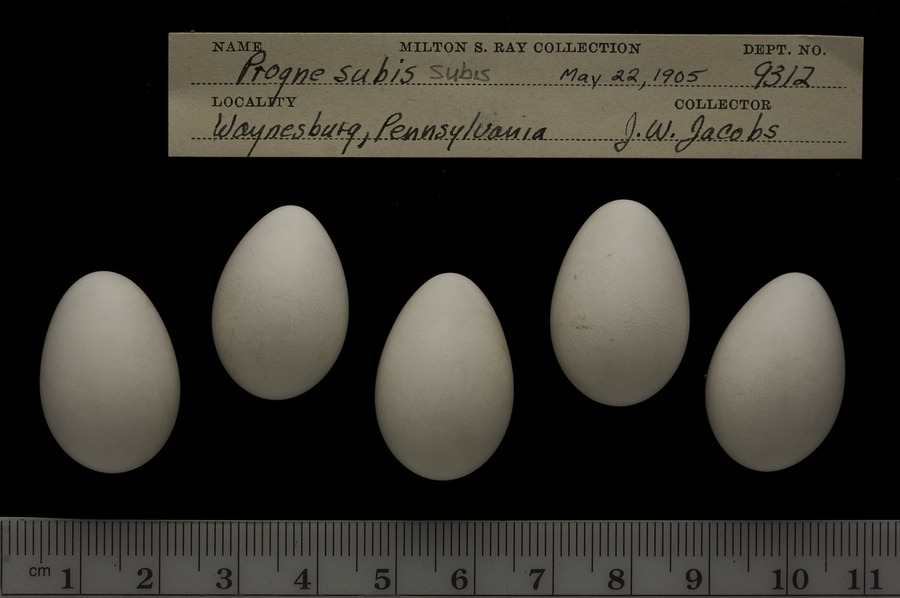 NAME MILTON S. RAY COLLECTION DEPT. NO.
Progne subis subis May 22, 1905 9312
LOCALITY COLLECTOR
Waynesburg, Pennsylvania J. W. Jacobs
cm 1 2 3 4 5 6 7 8 9 10 11